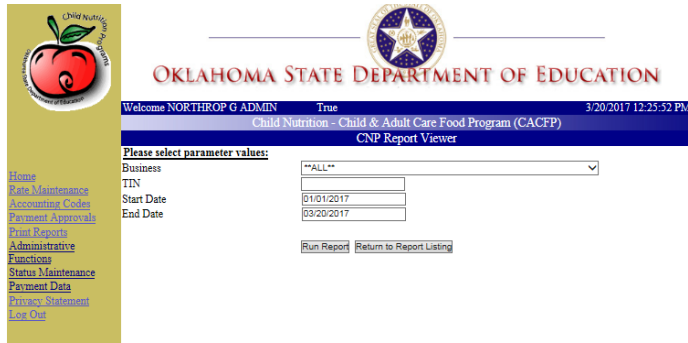 Child Nutrition Programs
Department of Education
OKLAHOMA STATE DEPARTMENT OF EDUCATION
Welcome NORTHROP G ADMIN True 3/20/2017 12:25:52 PM
Child Nutrition - Child & Adult Care Food Program (CACFP)
CNP Report Viewer
Please select parameter values:
Business **ALL**
TIN
Start Date 01/01/2017
End Date 03/20/2017
Run Report Return to Report Listing
Home
Rate Maintenance
Accounting Codes
Payment Approvals
Print Reports
Administrative
Functions
Status Maintenance
Payment Data
Privacy Statement
Log Out